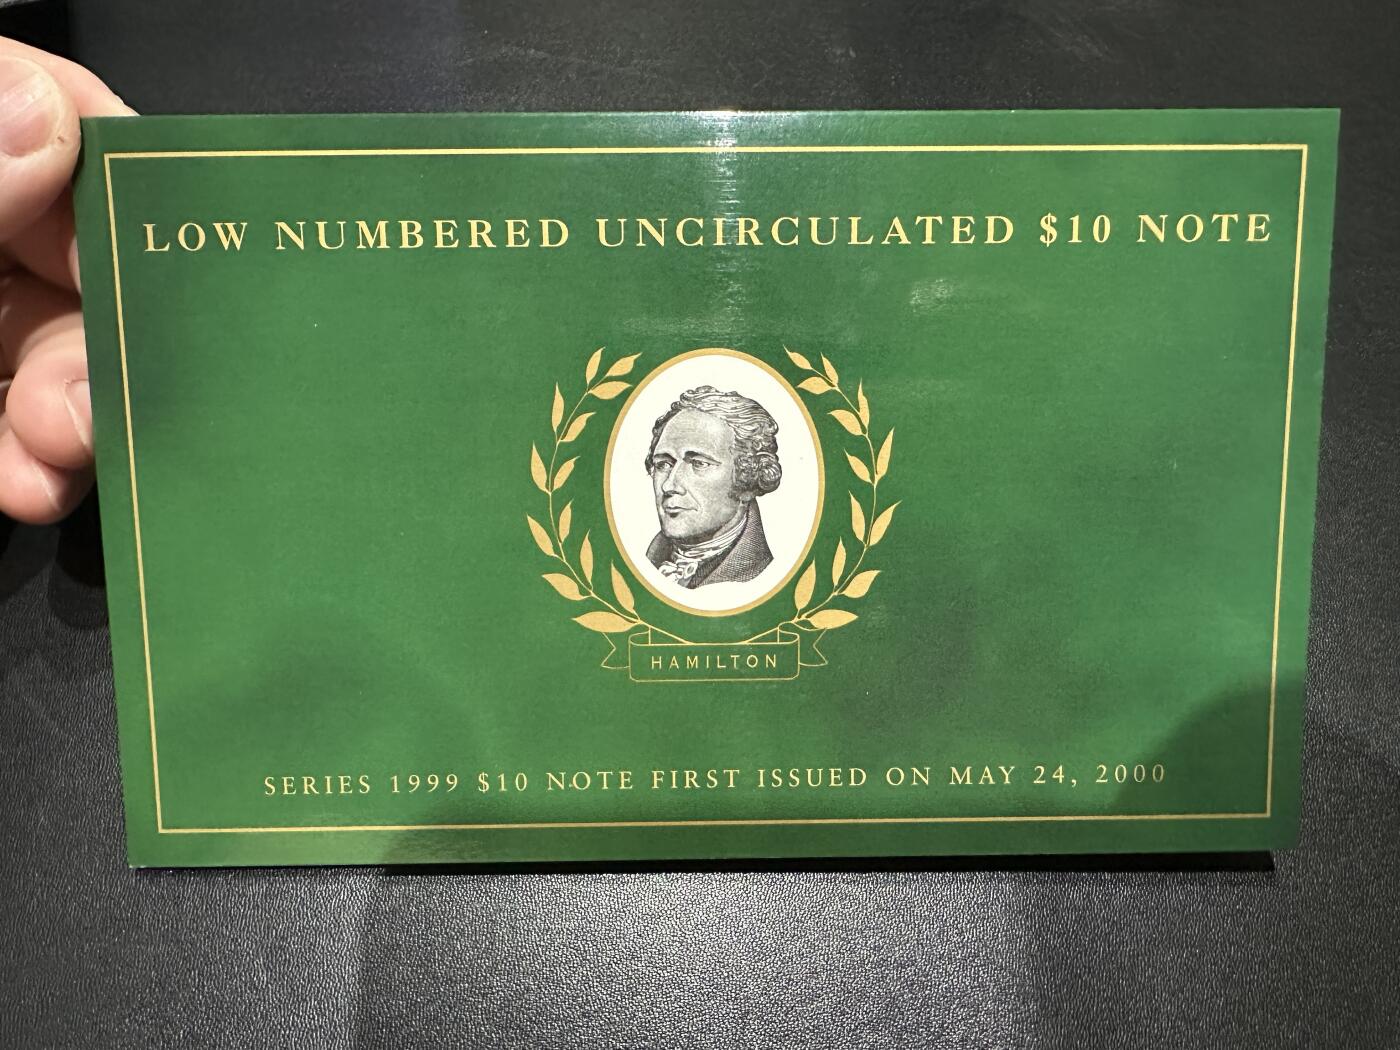 LOW NUMBERED UNCIRCULATED $10 NOTE
HAMILTON
SERIES 1999 $10 NOTE FIRST ISSUED ON MAY 24, 2000